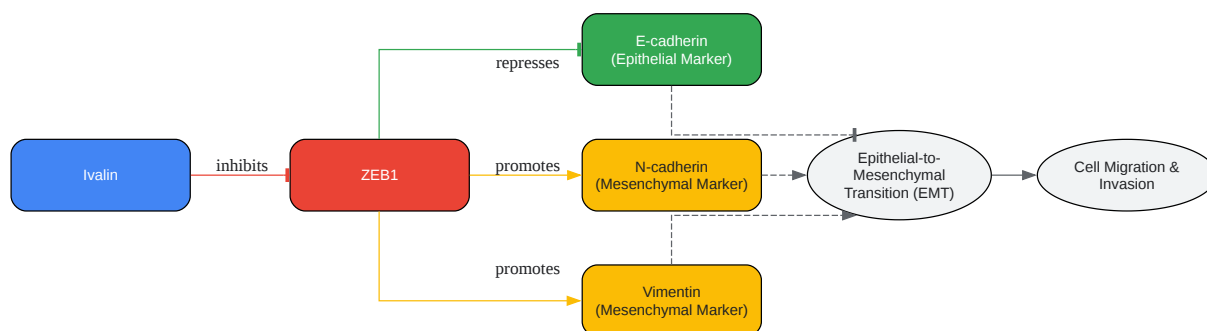 E-cadherin
(Epithelial Marker)
represses
Ivalin
inhibits
ZEB1
promotes
N-cadherin
(Mesenchymal Marker)
Epithelial-to-
Mesenchymal
Transition (EMT)
Cell Migration &
Invasion
promotes
Vimentin
(Mesenchymal Marker)